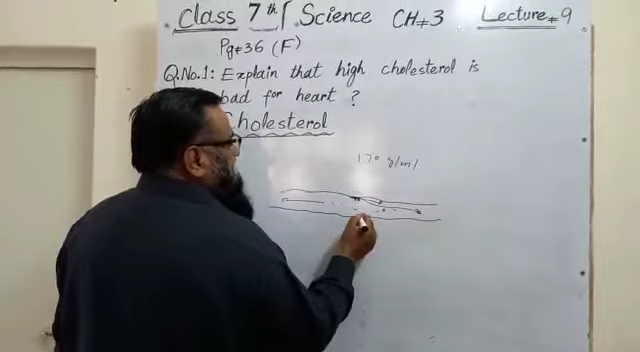 Class 7th Science CH#3 Lecture#9
Pg#36 (F)
Q.No.1: Explain that high cholesterol is
bad for heart ?
Cholesterol
170 g/ml